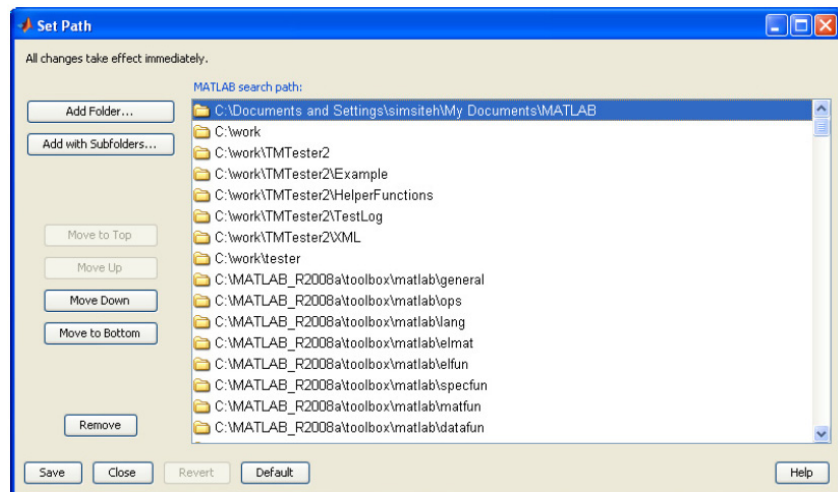 Set Path
All changes take effect immediately.
MATLAB search path:
Add Folder...
Add with Subfolders...
Move to Top
Move Up
Move Down
Move to Bottom
Remove
C:\Documents and Settings\simsiteh\My Documents\MATLAB
C:\work
C:\work\TMTester2
C:\work\TMTester2\Example
C:\work\TMTester2\HelperFunctions
C:\work\TMTester2\TestLog
C:\work\TMTester2\XML
C:\work\tester
C:\MATLAB_R2008a\toolbox\matlab\general
C:\MATLAB_R2008a\toolbox\matlab\ops
C:\MATLAB_R2008a\toolbox\matlab\lang
C:\MATLAB_R2008a\toolbox\matlab\elmat
C:\MATLAB_R2008a\toolbox\matlab\elfun
C:\MATLAB_R2008a\toolbox\matlab\specfun
C:\MATLAB_R2008a\toolbox\matlab\matfun
C:\MATLAB_R2008a\toolbox\matlab\datafun
Save Close Revert Default Help